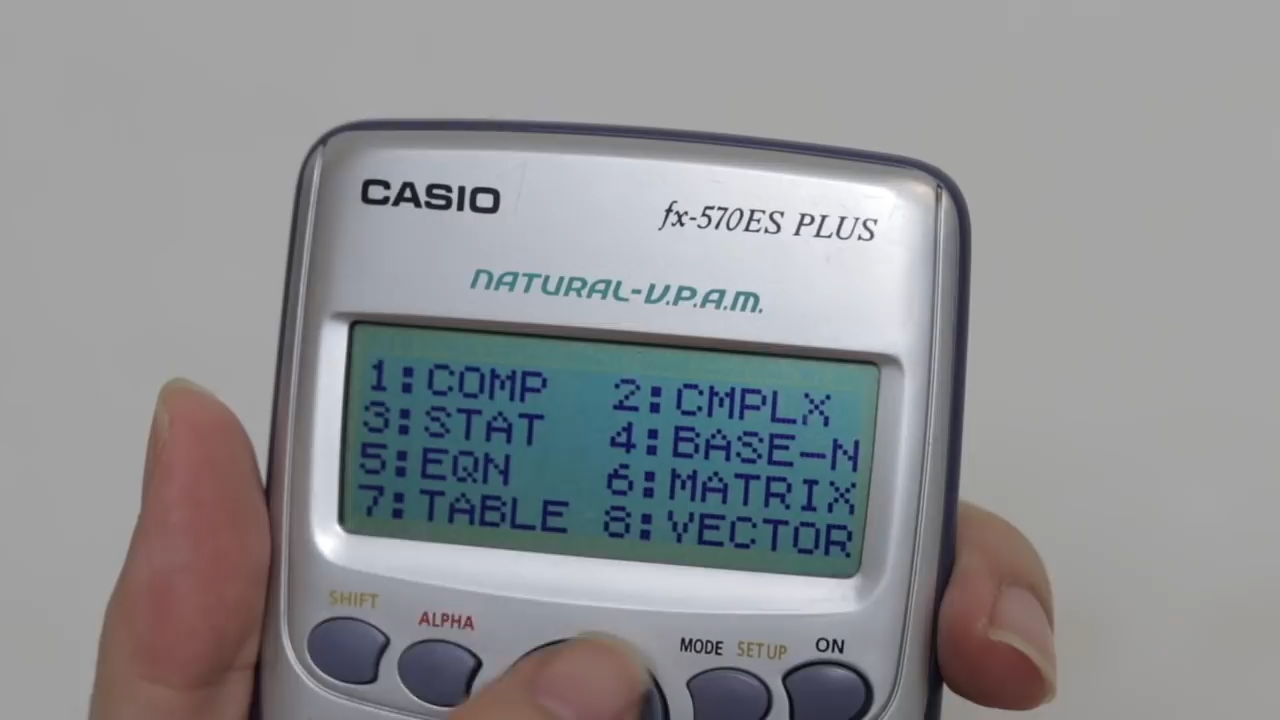 CASIO
fx-570ES PLUS
NATURAL-V.P.A.M.
1:COMP 2:CMPLX
3:STAT 4:BASE-N
5:EQN 6:MATRIX
7:TABLE 8:VECTOR
SHIFT ALPHA MODE SETUP ON